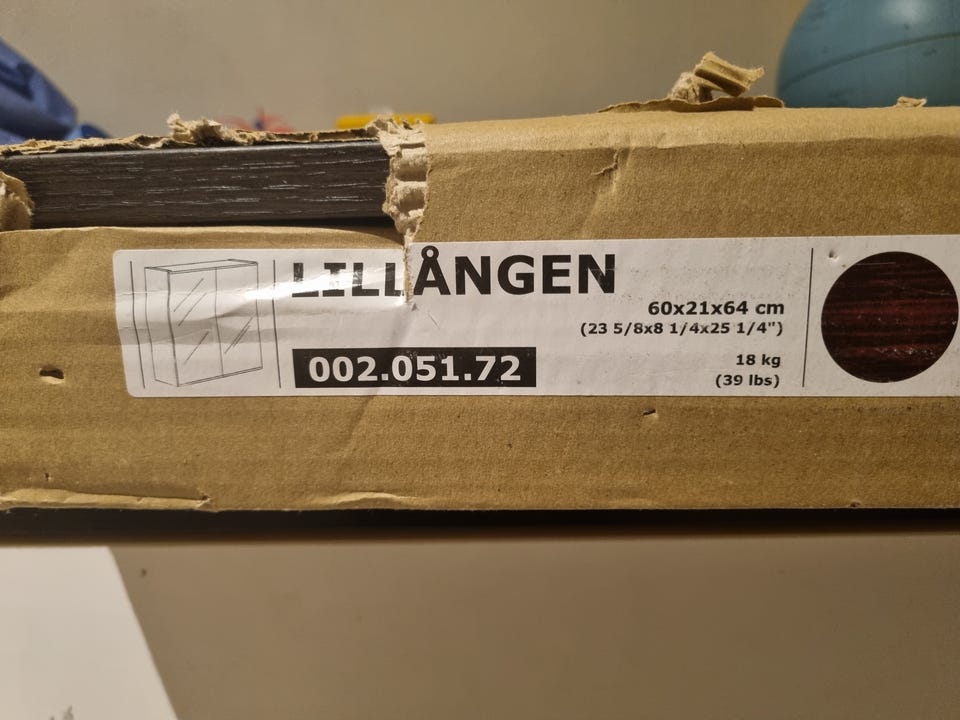 LILLÅNGEN
60x21x64 cm
(23 5/8x8 1/4x25 1/4")
002.051.72
18 kg
(39 lbs)